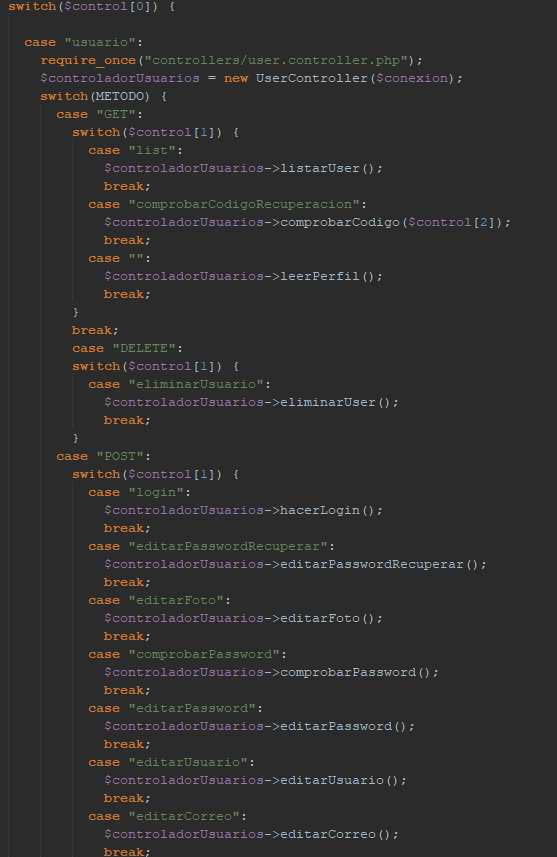 switch($control[0]) {
case "usuario":
require_once("controllers/user.controller.php");
$controladorUsuarios = new UserController($conexion);
switch(METODO) {
case "GET":
switch($control[1]) {
case "list":
$controladorUsuarios->listarUser();
break;
case "comprobarCodigoRecuperacion":
$controladorUsuarios->comprobarCodigo($control[2]);
break;
case "":
$controladorUsuarios->leerPerfil();
break;
}
break;
case "DELETE":
switch($control[1]) {
case "eliminarUsuario":
$controladorUsuarios->eliminarUser();
break;
}
case "POST":
switch($control[1]) {
case "login":
$controladorUsuarios->hacerLogin();
break;
case "editarPasswordRecuperar":
$controladorUsuarios->editarPasswordRecuperar();
break;
case "editarFoto":
$controladorUsuarios->editarFoto();
break;
case "comprobarPassword":
$controladorUsuarios->comprobarPassword();
break;
case "editarPassword":
$controladorUsuarios->editarPassword();
break;
case "editarUsuario":
$controladorUsuarios->editarUsuario();
break;
case "editarCorreo":
$controladorUsuarios->editarCorreo();
break;